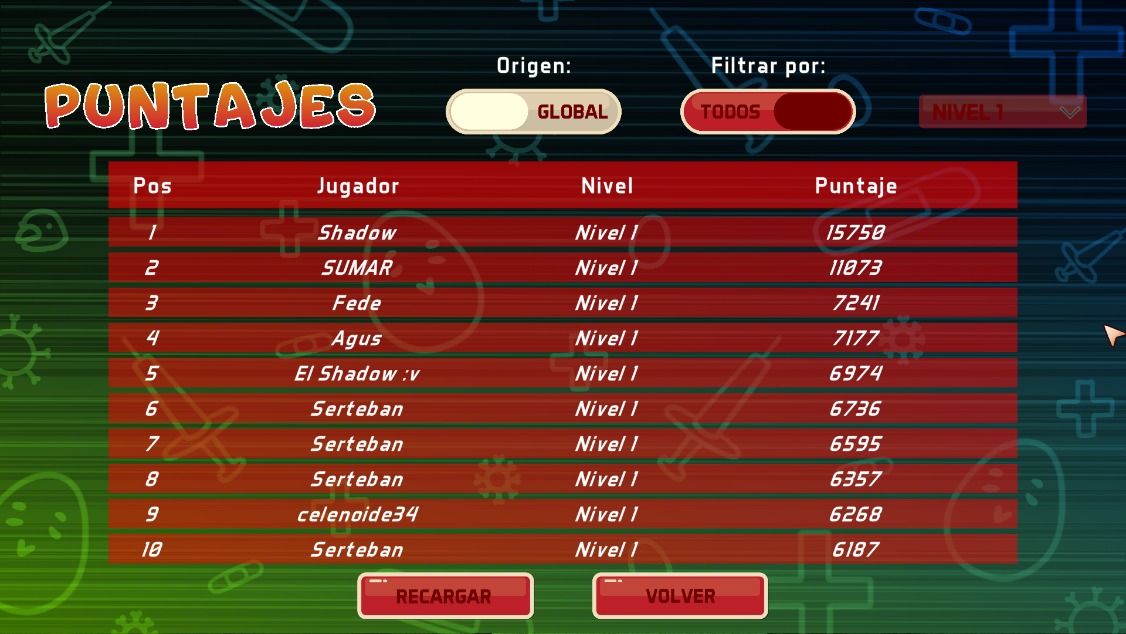 PUNTAJES
Origen:
GLOBAL
Filtrar por:
TODOS
NIVEL 1
Pos Jugador Nivel Puntaje
1 Shadow Nivel 1 15750
2 SUMAR Nivel 1 11073
3 Fede Nivel 1 7241
4 Agus Nivel 1 7177
5 El Shadow :v Nivel 1 6974
6 Serteban Nivel 1 6736
7 Serteban Nivel 1 6595
8 Serteban Nivel 1 6357
9 celenoide34 Nivel 1 6268
10 Serteban Nivel 1 6187
RECARGAR
VOLVER